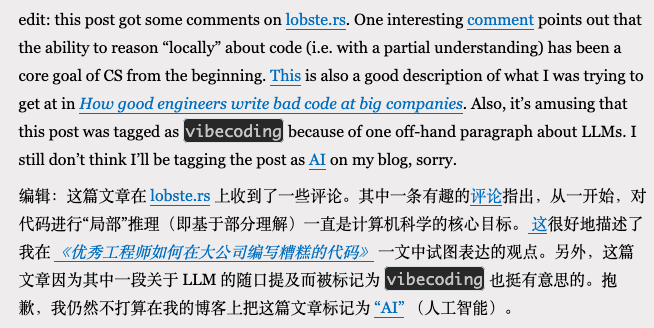 edit: this post got some comments on lobste.rs. One interesting comment points out that
the ability to reason “locally” about code (i.e. with a partial understanding) has been a
core goal of CS from the beginning. This is also a good description of what I was trying to
get at in How good engineers write bad code at big companies. Also, it’s amusing that
this post was tagged as vibecoding because of one off-hand paragraph about LLMs. I
still don’t think I’ll be tagging the post as AI on my blog, sorry.
编辑：这篇文章在 lobste.rs 上收到了一些评论。其中一条有趣的评论指出，从一开始，对
代码进行“局部”推理（即基于部分理解）一直是计算机科学的核心目标。 这很好地描述了
我在 《优秀工程师如何在大公司编写糟糕的代码》 一文中试图表达的观点。另外，这篇
文章因为其中一段关于 LLM 的随口提及而被标记为 vibecoding 也挺有意思的。抱
歉，我仍然不打算在我的博客上把这篇文章标记为 “AI” （人工智能）。